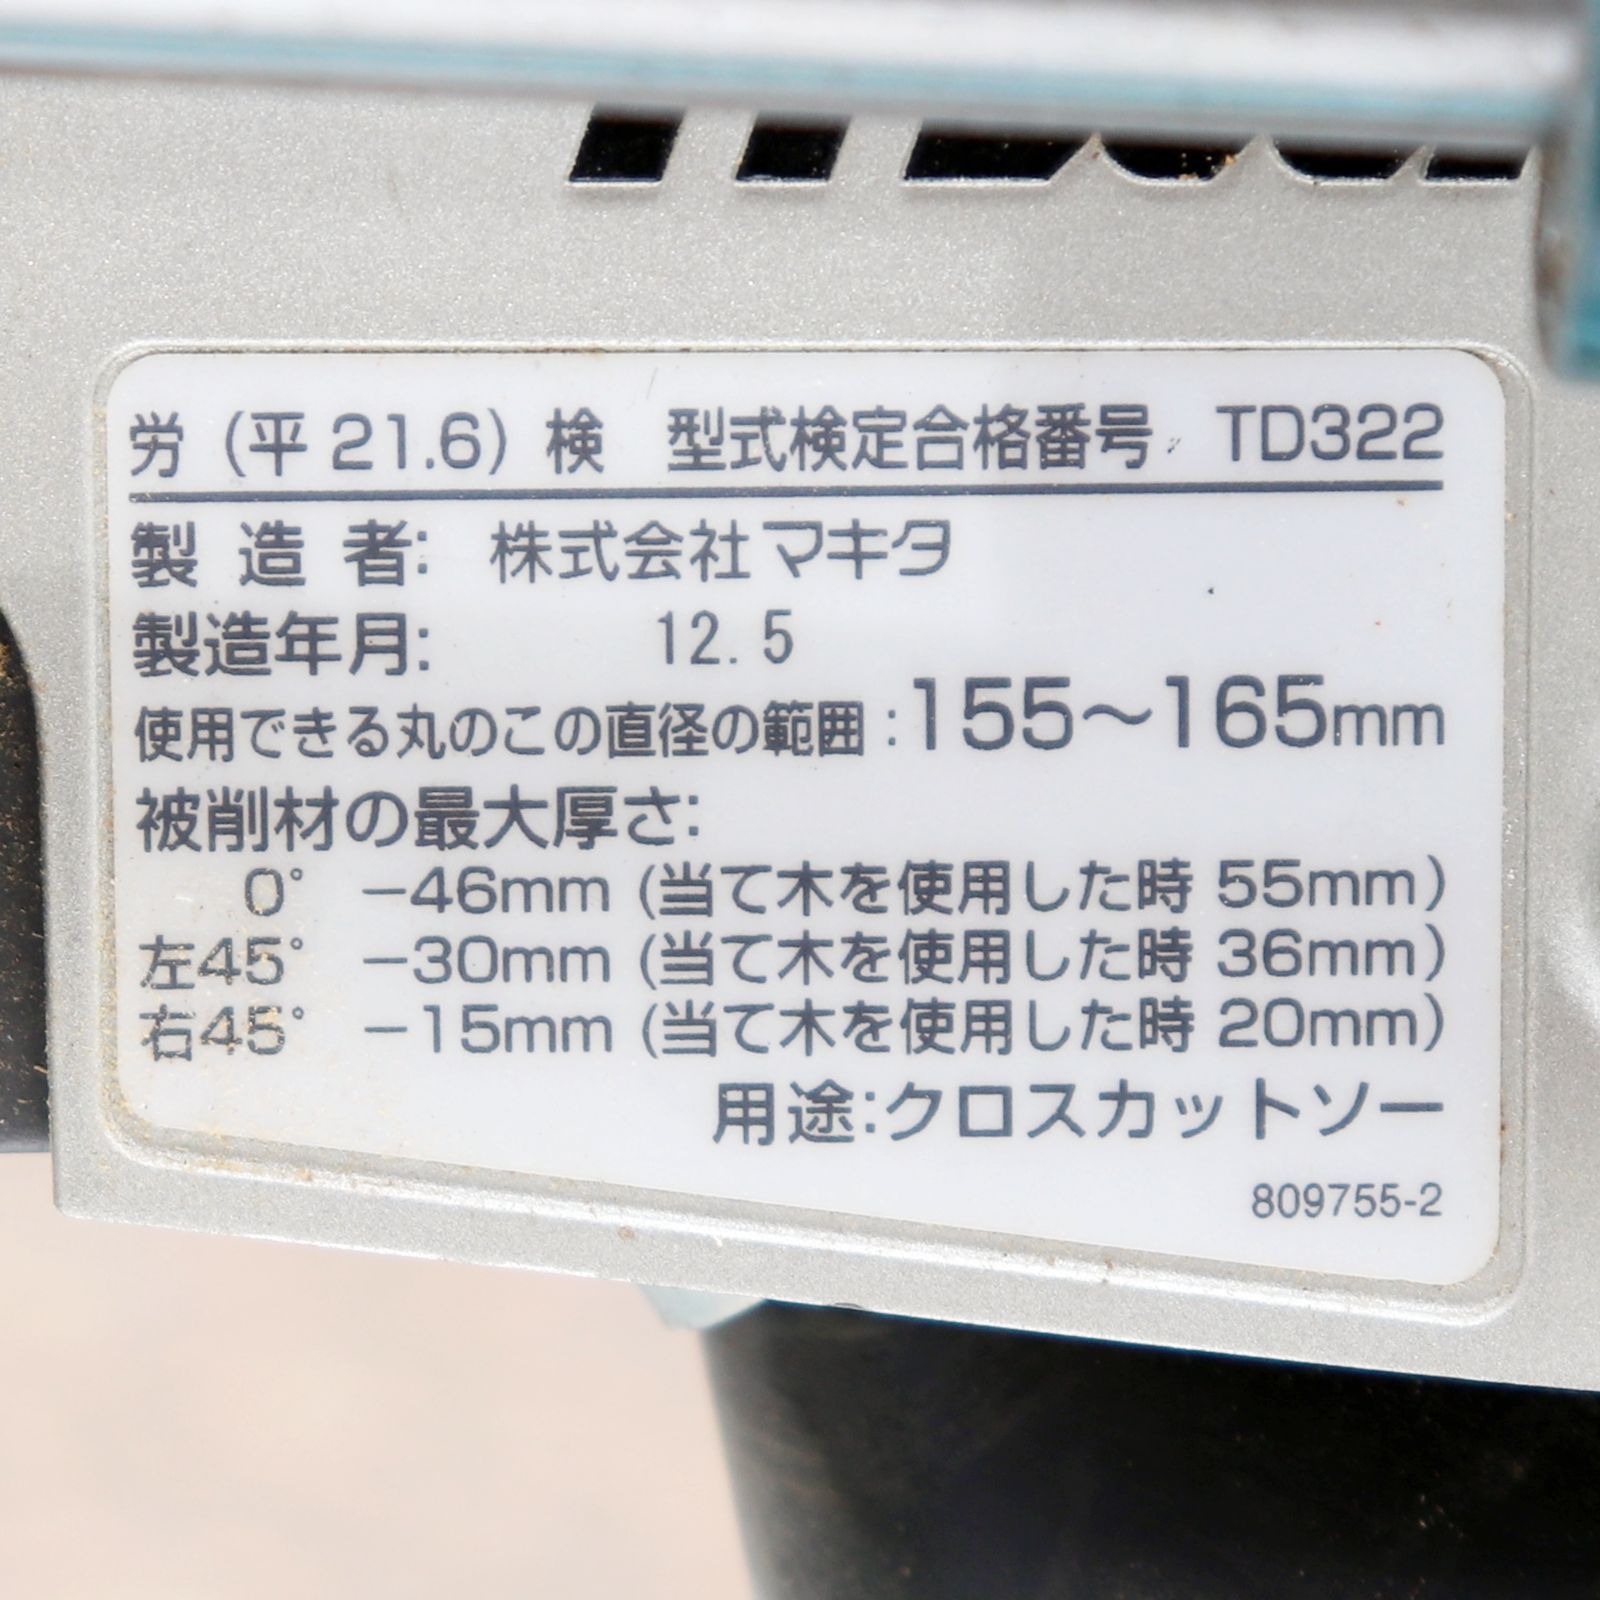 労 (平 21.6) 検 型式検定合格番号 TD322
製 造 者: 株式会社マキタ
製造年月: 12.5
使用できる丸のこの直径の範囲:155〜165mm
被削材の最大厚さ:
0° −46mm (当て木を使用した時 55mm)
左45° −30mm (当て木を使用した時 36mm)
右45° −15mm (当て木を使用した時 20mm)
用途:クロスカットソー
809755-2